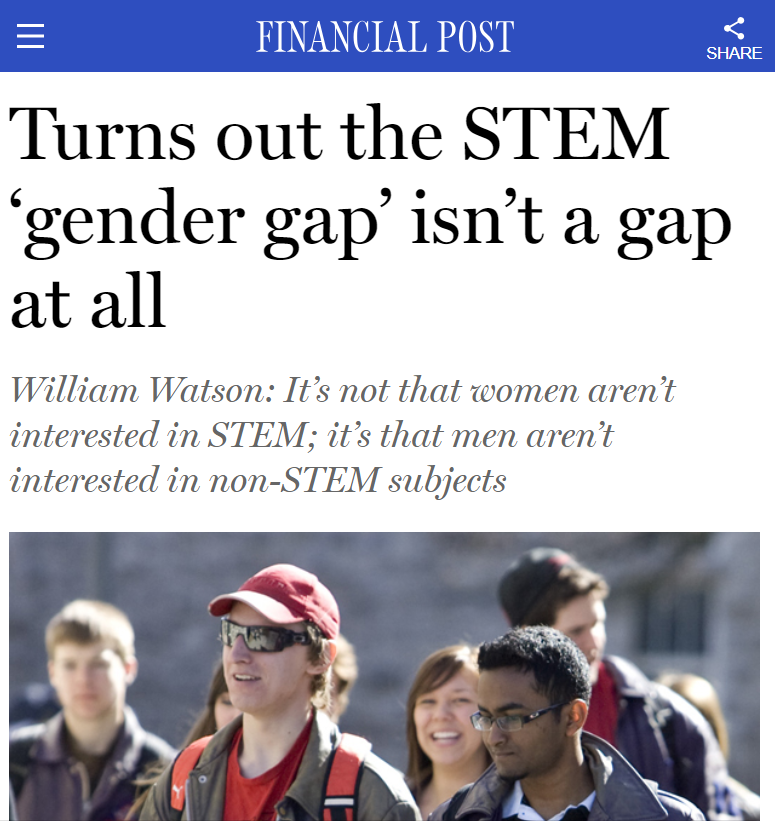 FINANCIAL POST
SHARE
Turns out the STEM
‘gender gap’ isn’t a gap
at all
William Watson: It’s not that women aren’t
interested in STEM; it’s that men aren’t
interested in non-STEM subjects